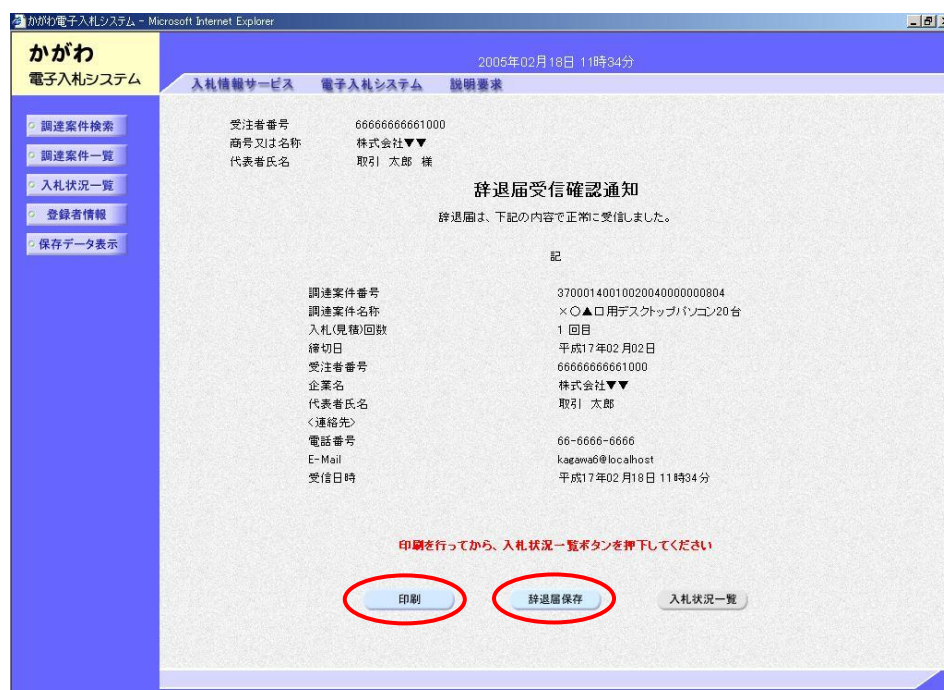 かがわ電子入札システム - Microsoft Internet Explorer
かがわ
電子入札システム
2005年02月18日 11時34分
入札情報サービス 電子入札システム 説明要求
調達案件検索
調達案件一覧
入札状況一覧
登録者情報
保存データ表示
受注者番号 66666666661000
商号又は名称 株式会社▼▼
代表者氏名 取引 太郎 様
辞退届受信確認通知
辞退届は、下記の内容で正常に受信しました。
記
調達案件番号 37000140010020040000000804
調達案件名称 ×○▲口用デスクトップパソコン20台
入札(見積)回数 1 回目
締切日 平成17年02月02日
受注者番号 66666666661000
企業名 株式会社▼▼
代表者氏名 取引 太郎
<連絡先>
電話番号 66-6666-6666
E-Mail kagawa6@localhost
受信日時 平成17年02月18日 11時34分
印刷を行ってから、入札状況一覧ボタンを押下してください
印刷 辞退届保存 入札状況一覧